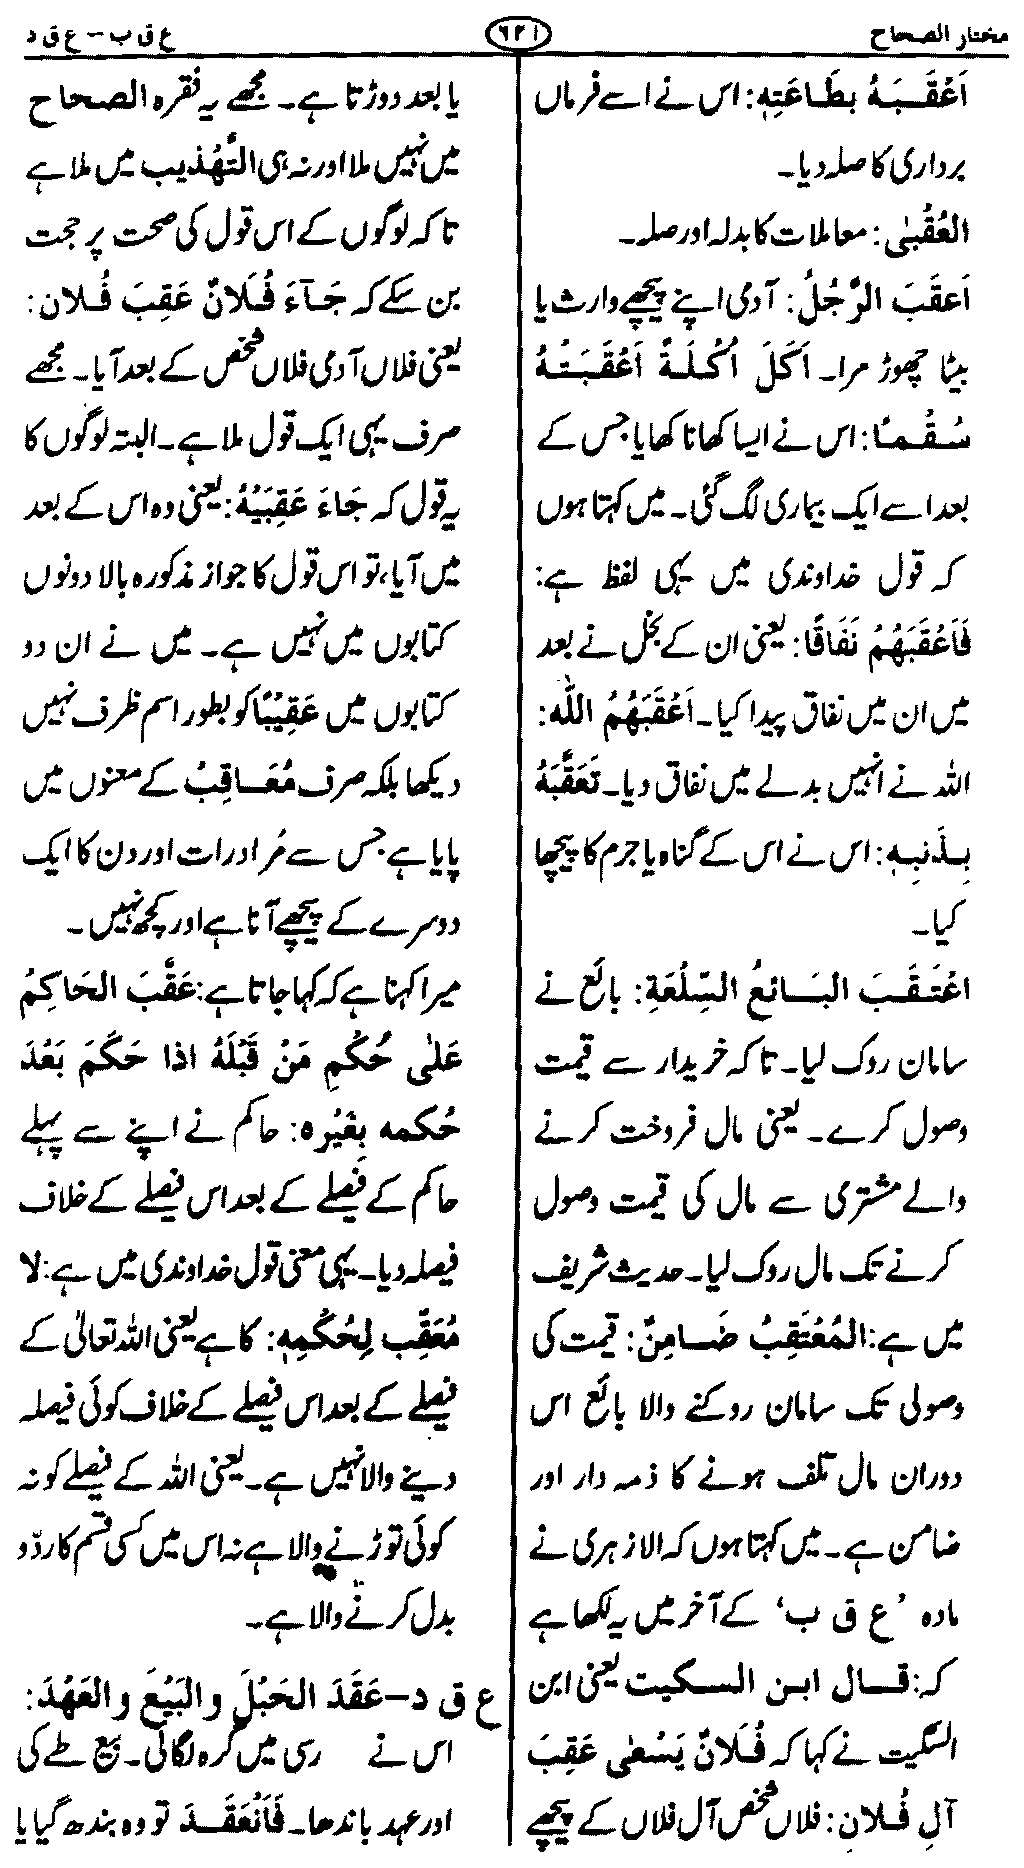 مختار الصحاح
٦٢١
ع ق ب – ع ق د
اَعْقَبَهُ بِطَاعَتِهٖ: اس نے اسے فرماں
برداری کا صلہ دیا۔
العُقْبٰی: معاملات کا بدلہ اور صلہ۔
اَعقَبَ الرَّجُلُ: آدمی اپنے پیچھے وارث یا
بیٹا چھوڑ مرا۔ اَکَلَ اُکْلَةً اَعْقَبَتْهُ
سُقْمًا: اس نے ایسا کھانا کھایا جس کے
بعد اسے ایک بیماری لگ گئی۔ میں کہتا ہوں
کہ قول خداوندی میں یہی لفظ ہے:
فَاَعْقَبَهُمْ نَفَاقًا: یعنی ان کے بخل نے بعد
میں ان میں نفاق پیدا کیا۔ اَعْقَبَهُمُ اللّٰه:
اللہ نے انہیں بدلے میں نفاق دیا۔ تَعَقَّبَهُ
بِذَنبِهٖ: اس نے اس کے گناہ یا جرم کا پیچھا
کیا۔
اعْتَقَبَ البَائِعُ السِّلْعَةِ: بائع نے
سامان روک لیا۔ تاکہ خریدار سے قیمت
وصول کرے۔ یعنی مال فروخت کرنے
والے مشتری سے مال کی قیمت وصول
کرنے تک مال روک لیا۔ حدیث شریف
میں ہے: المُعْتَقِبُ ضَامِنٌ: قیمت کی
وصولی تک سامان روکنے والا بائع اس
دوران مال تلف ہونے کا ذمہ دار اور
ضامن ہے۔ میں کہتا ہوں کہ الازہری نے
مادہ ’ع ق ب‘ کے آخر میں یہ لکھا ہے
کہ: قال ابن السکیت یعنی ابن
السکّیت نے کہا کہ فُلَانٌ یَسْعٰی عَقِبَ
آلِ فُلَانِ: فلاں شخص آل فلاں کے پیچھے
یا بعد دوڑتا ہے۔ مجھے یہ فقرہ الصحاح
میں نہیں ملا اور نہ ہی التَّهْذِیب میں ملا ہے
تاکہ لوگوں کے اس قول کی صحت پر حجت
بن سکے کہ جَآءَ فُلَانٌ عَقِبَ فُلان:
یعنی فلاں آدمی فلاں شخص کے بعد آیا۔ مجھے
صرف یہی ایک قول ملا ہے۔ البتہ لوگوں کا
یہ قول کہ جَاءَ عَقِیبَهُ: یعنی وہ اس کے بعد
میں آیا، تو اس قول کا جواز مذکورہ بالا دونوں
کتابوں میں نہیں ہے۔ میں نے ان دو
کتابوں میں عَقِیْبًا کو بطور اسم ظرف نہیں
دیکھا بلکہ صرف مُعَاقِبٌ کے معنوں میں
پایا ہے جس سے مُراد رات اور دن کا ایک
دوسرے کے پیچھے آنا ہے اور کچھ نہیں۔
میرا کہنا ہے کہ کہا جاتا ہے: عَقَّبَ الحَاکِمُ
عَلٰی حُکْمِ مَنْ قَبْلَهُ اذا حَکَمَ بَعْدَ
حُکمه بِغَیْرِہ: حاکم نے اپنے سے پہلے
حاکم کے فیصلے کے بعد اس فیصلے کے خلاف
فیصلہ دیا۔ یہی معنی قول خداوندی میں ہے: لَا
مُعَقِّبَ لِحُکْمِهٖ: کا ہے یعنی اللہ تعالیٰ کے
فیصلے کے بعد اس فیصلے کے خلاف کوئی فیصلہ
دینے والا نہیں ہے۔ یعنی اللہ کے فیصلے کو نہ
کوئی توڑنے والا ہے نہ اس میں کسی قسم کا ردّو
بدل کرنے والا ہے۔
ع ق د – عَقَدَ الحَبْلَ والبَیْعَ والعَهْدَ:
اس نے رسی میں گرہ لگائی۔ بیع طے کی
اور عہد باندھا۔ فَانْعَقَدَ تو وہ بندھ گیا یا